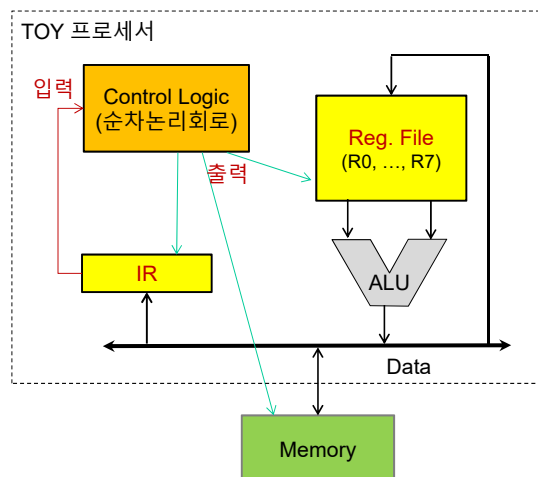 TOY 프로세서
입력
Control Logic
(순차논리회로)
Reg. File
(R0, …, R7)
출력
IR
ALU
Data
Memory